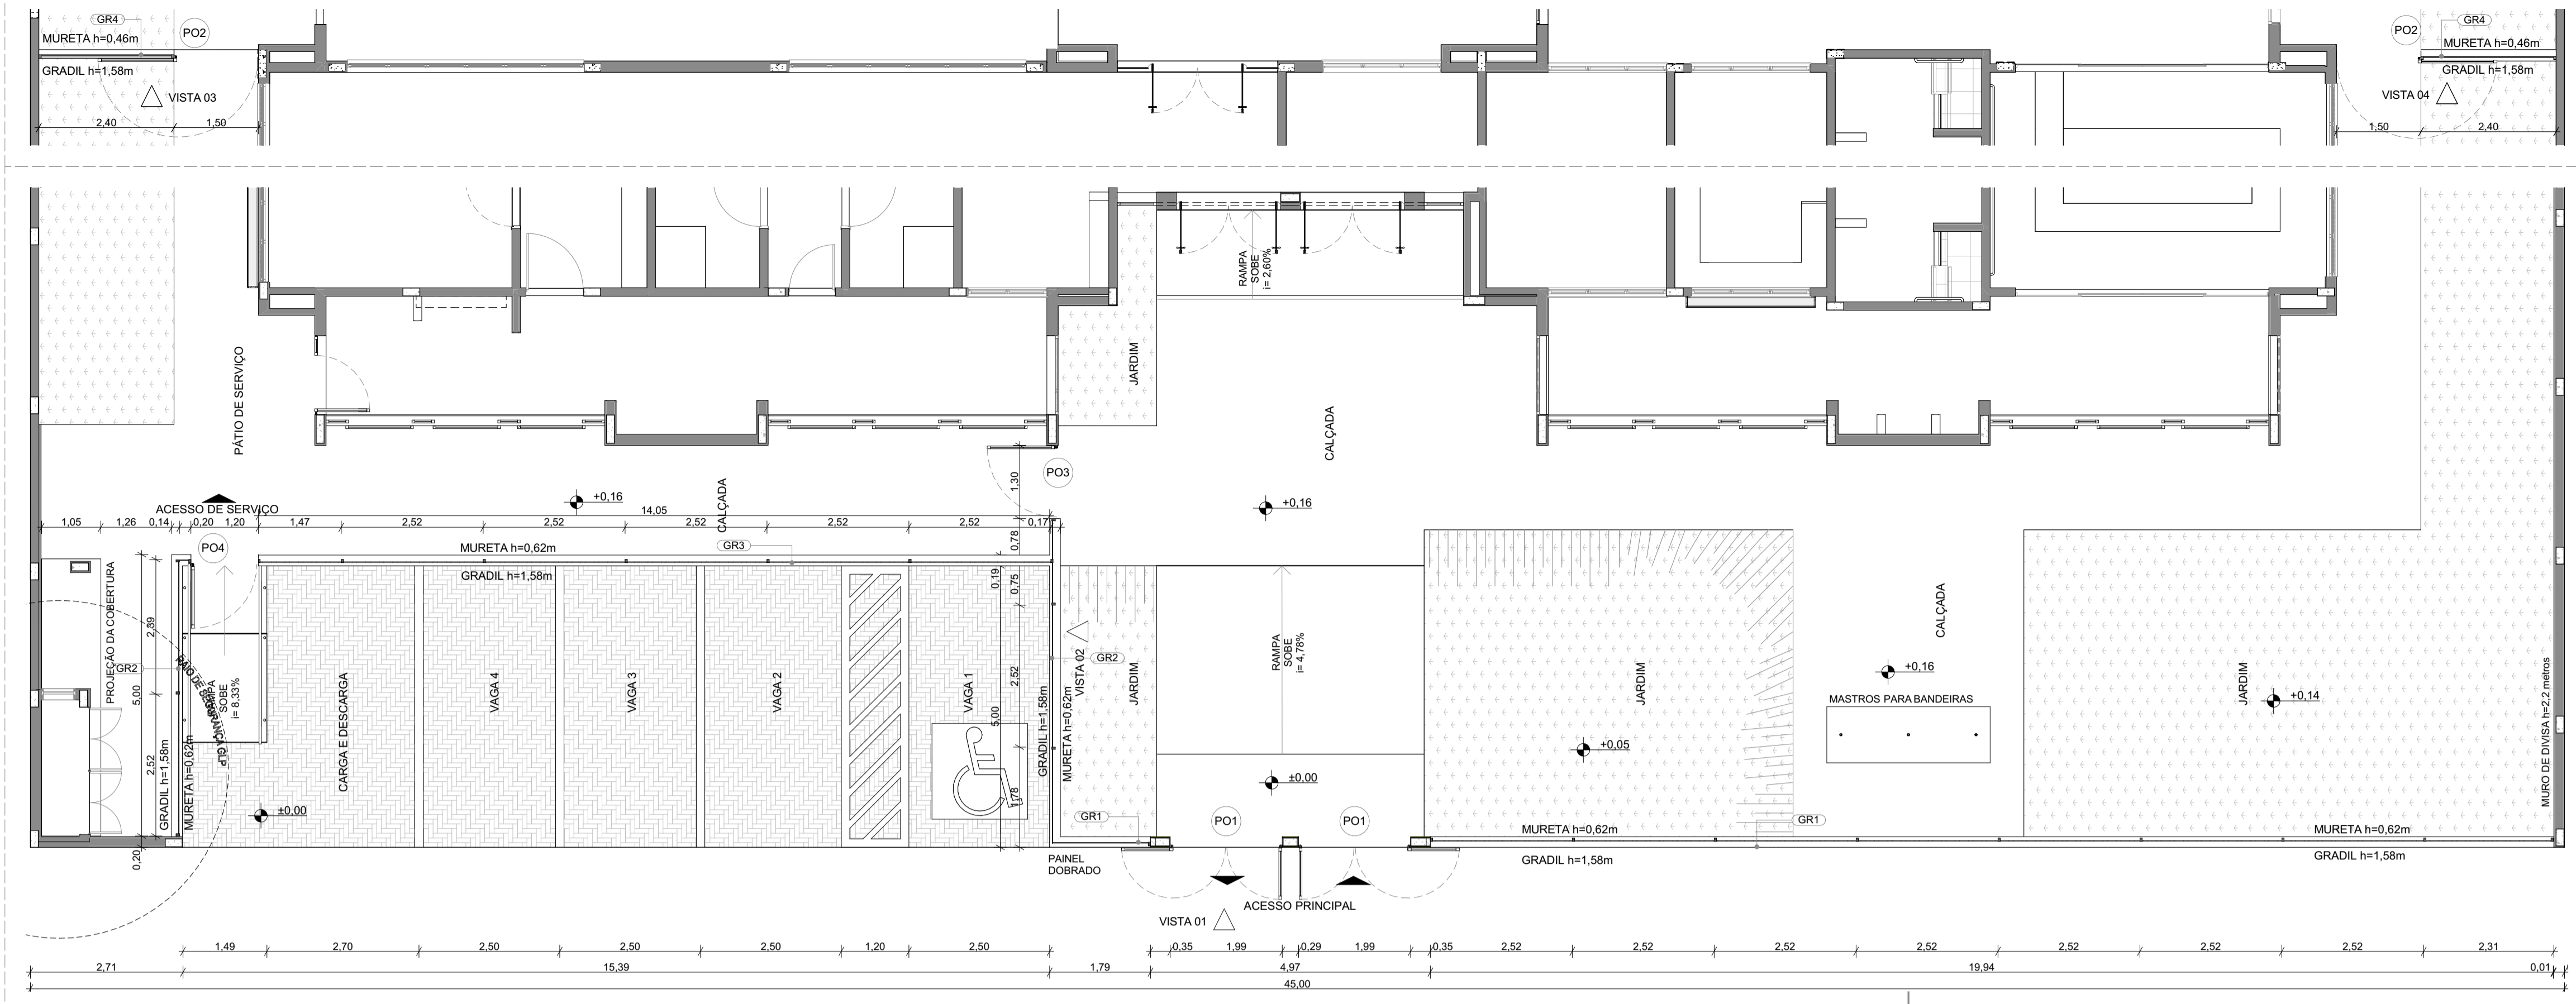 GR4
MURETA h=0,46m
PO2
GRADIL h=1,58m
VISTA 03
2,40
1,50
PO2
GR4
MURETA h=0,46m
GRADIL h=1,58m
VISTA 04
1,50
2,40
RAMPA
SOBE
i= 2,60%
PÁTIO DE SERVIÇO
JARDIM
CALÇADA
PO3
1,30
+0,16
CALÇADA
+0,16
ACESSO DE SERVIÇO
14,05
1,05
1,26
0,14
0,20
1,20
1,47
2,52
2,52
2,52
2,52
2,52
0,17
0,78
PO4
MURETA h=0,62m
GR3
GRADIL h=1,58m
0,19
0,75
PROJEÇÃO DA COBERTURA
2,39
5,00
GR2
RAIO DE SEGURANÇA GLP
RAMPA
SOBE
i= 8,33%
2,52
GRADIL h=1,58m
MURETA h=0,62m
±0,00
0,20
CARGA E DESCARGA
VAGA 4
VAGA 3
VAGA 2
VAGA 1
2,52
5,00
1,78
GRADIL h=1,58m
MURETA h=0,62m
VISTA 02
GR2
JARDIM
RAMPA
SOBE
i= 4,78%
±0,00
GR1
PO1
PO1
PAINEL
DOBRADO
ACESSO PRINCIPAL
VISTA 01
JARDIM
+0,05
CALÇADA
+0,16
MASTROS PARA BANDEIRAS
JARDIM
+0,14
MURO DE DIVISA h=2,2 metros
MURETA h=0,62m
GR1
MURETA h=0,62m
GRADIL h=1,58m
GRADIL h=1,58m
1,49
2,70
2,50
2,50
2,50
1,20
2,50
0,35
1,99
0,29
1,99
0,35
2,52
2,52
2,52
2,52
2,52
2,52
2,52
2,31
2,71
15,39
1,79
4,97
19,94
0,01
45,00